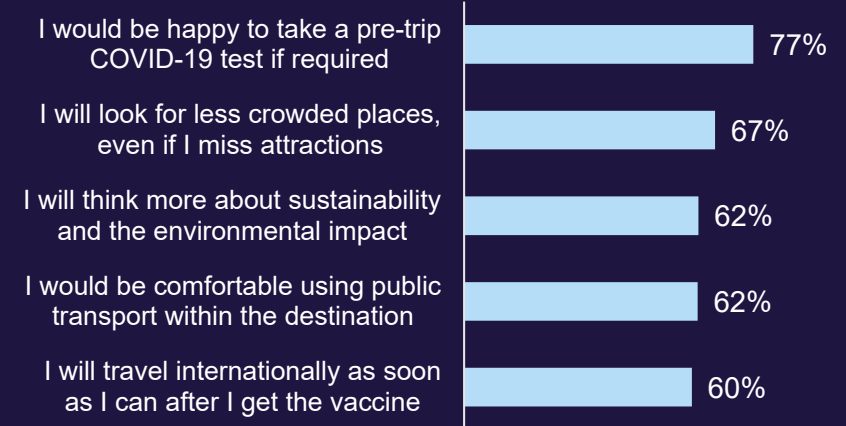 I would be happy to take a pre-trip
COVID-19 test if required
77%
I will look for less crowded places,
even if I miss attractions
67%
I will think more about sustainability
and the environmental impact
62%
I would be comfortable using public
transport within the destination
62%
I will travel internationally as soon
as I can after I get the vaccine
60%